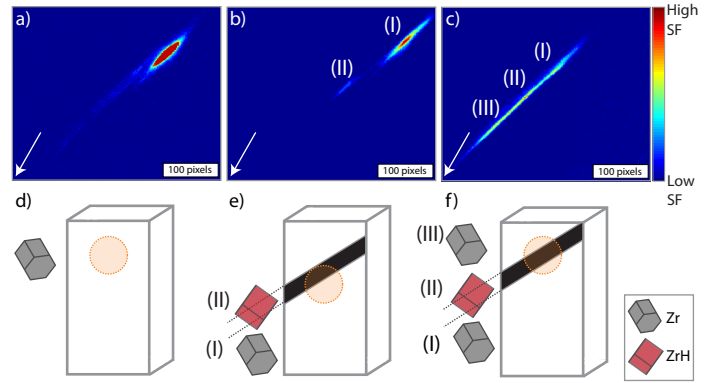 a)
b)
c)
High
SF
(I)
(II)
(I)
(II)
(III)
100 pixels
100 pixels
100 pixels
Low
SF
d)
e)
f)
(III)
(II)
(I)
(II)
(I)
Zr
ZrH